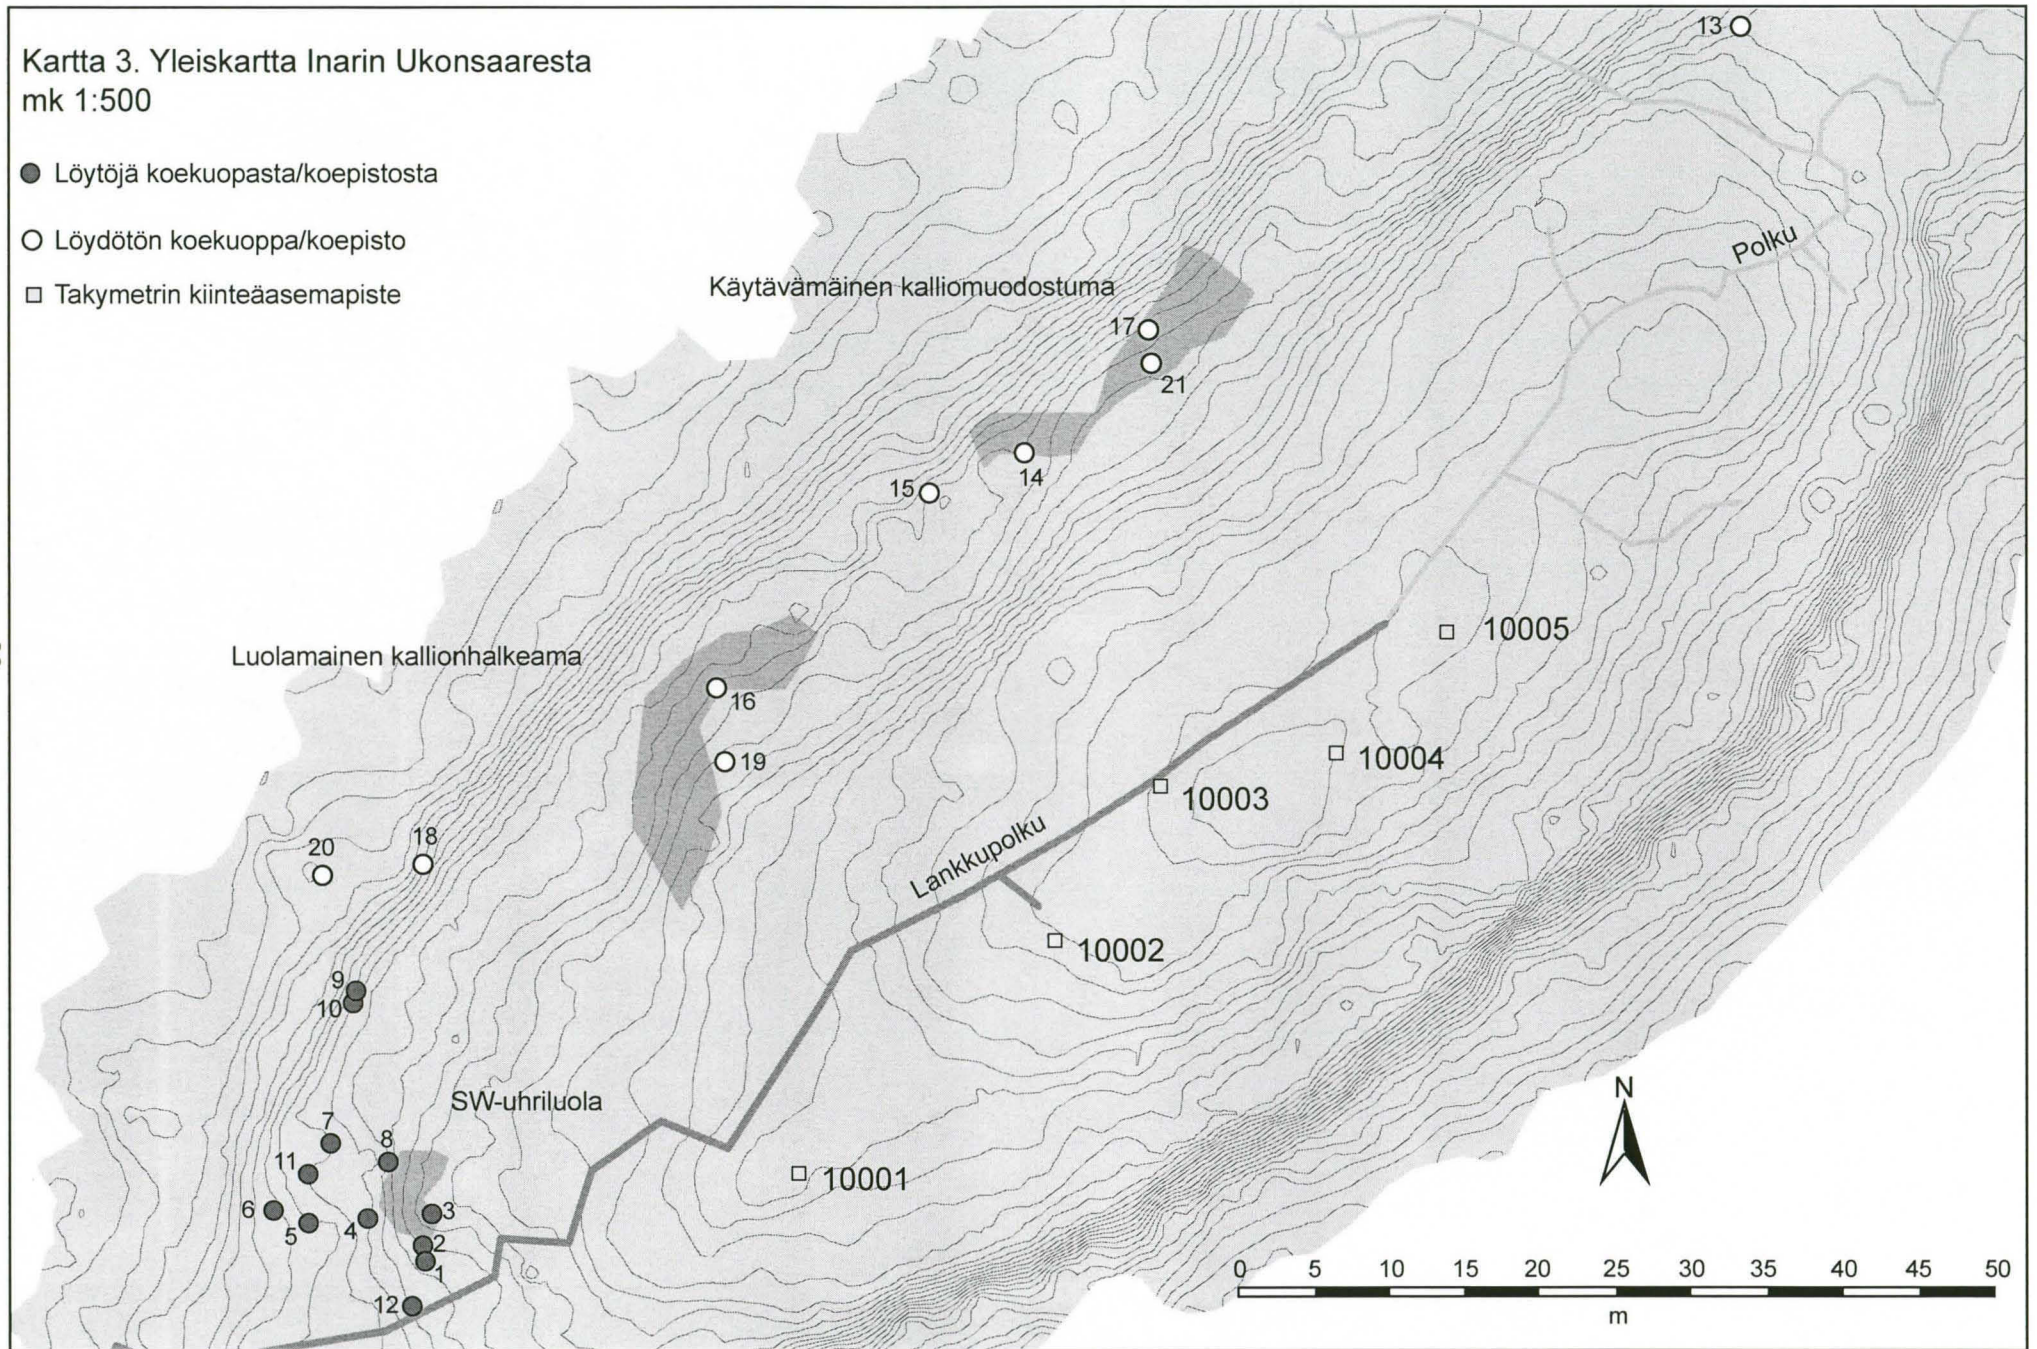 Kartta 3. Yleiskartta Inarin Ukonsaaresta
mk 1:500
Löytöjä koekuopasta/koepistosta
Löydötön koekuoppa/koepisto
Takymetrin kiinteäasemapiste
13
Polku
Käytävämäinen kalliomuodostuma
17
21
14
15
10005
Luolamainen kallionhalkeama
16
19
10004
10003
Lankkupolku
18
20
10002
9
10
SW-uhriluola
7
8
11
10001
6
5
4
3
2
1
12
N
0 5 10 15 20 25 30 35 40 45 50
m